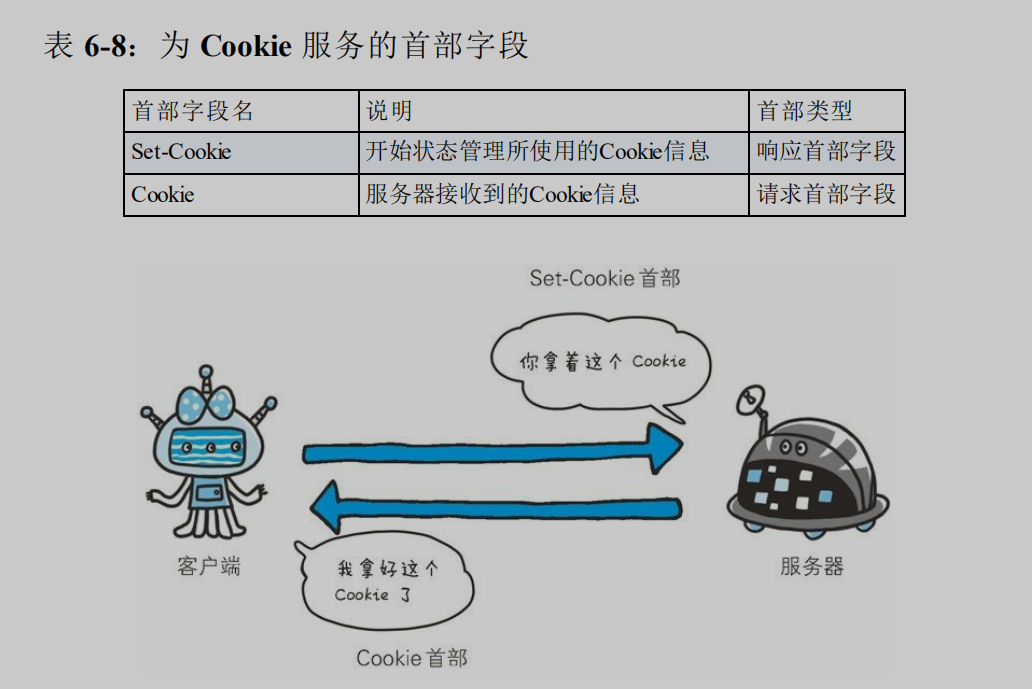 表 6-8：为 Cookie 服务的首部字段
首部字段名 说明 首部类型
Set-Cookie 开始状态管理所使用的Cookie信息 响应首部字段
Cookie 服务器接收到的Cookie信息 请求首部字段
Set-Cookie 首部
你拿着这个 Cookie
客户端
服务器
我拿好这个
Cookie 了
Cookie 首部